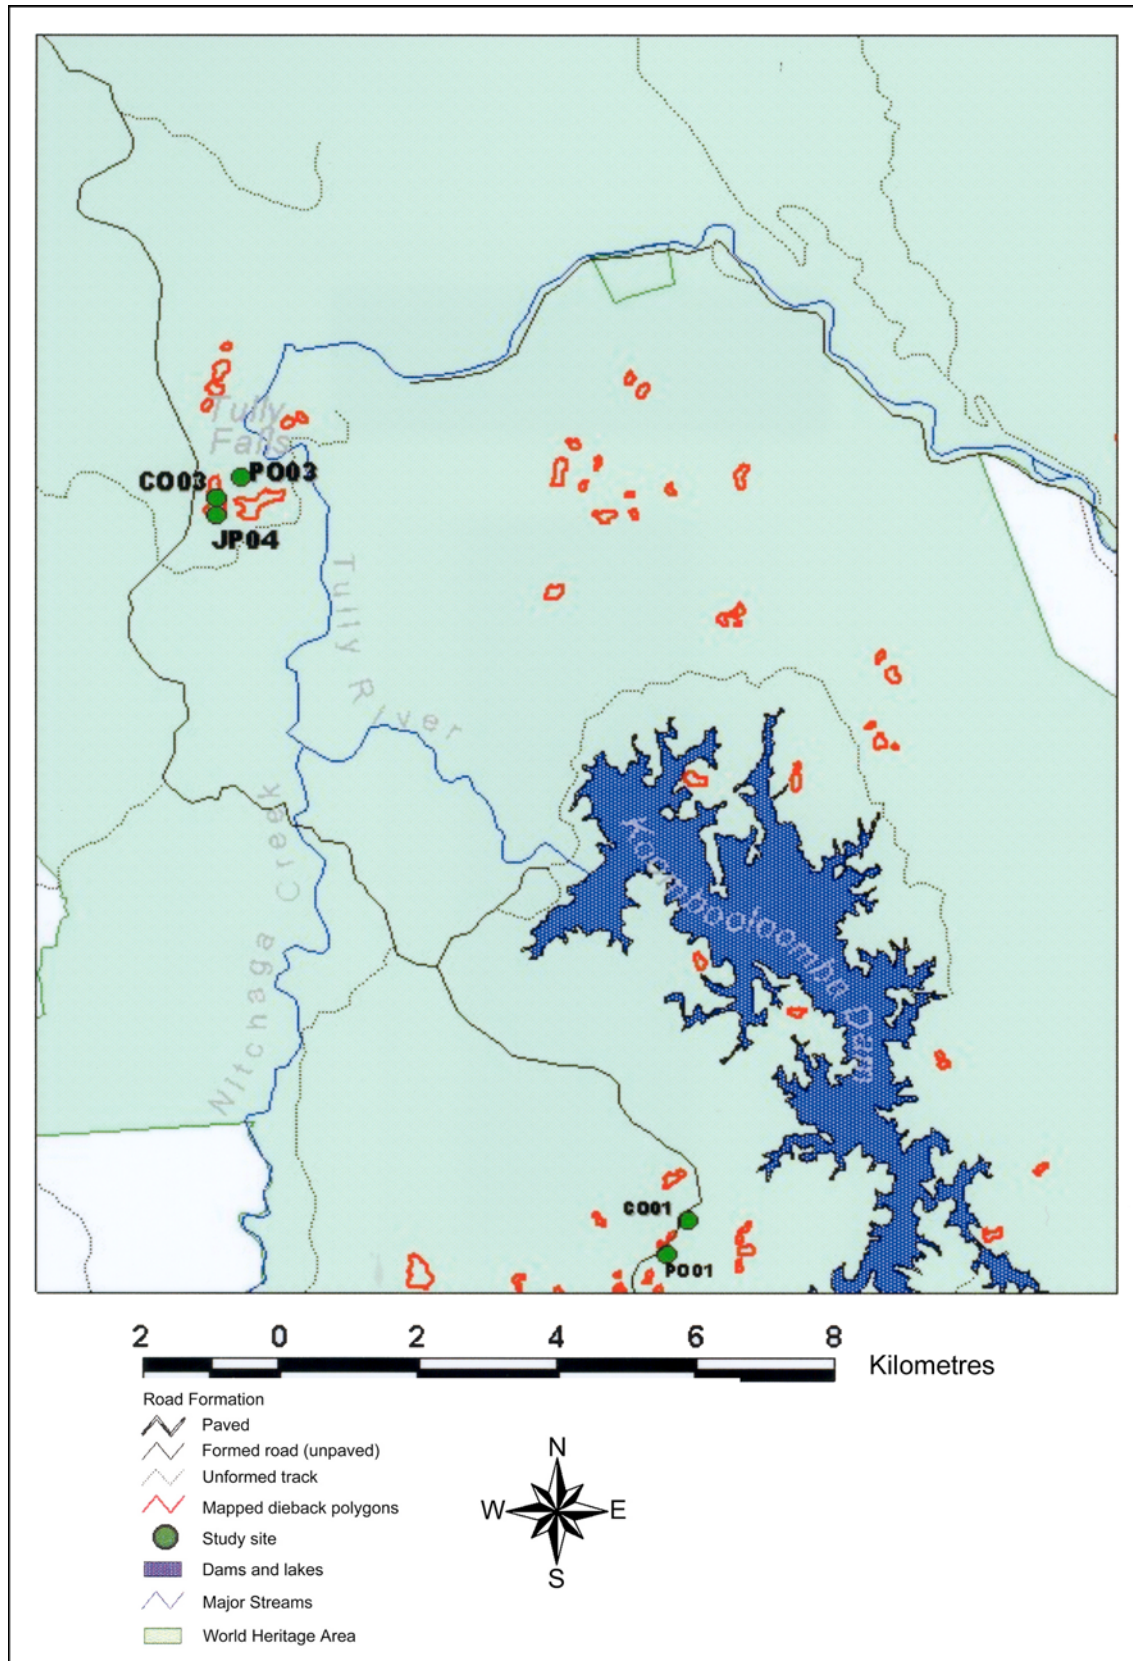 Tully
Falls
CO03
PO03
JP04
Tully River
Nitchaga Creek
Koombooloomba Dam
CO01
PO01
2 0 2 4 6 8
Kilometres
Road Formation
Paved
Formed road (unpaved)
Unformed track
Mapped dieback polygons
Study site
Dams and lakes
Major Streams
World Heritage Area
N
W E
S